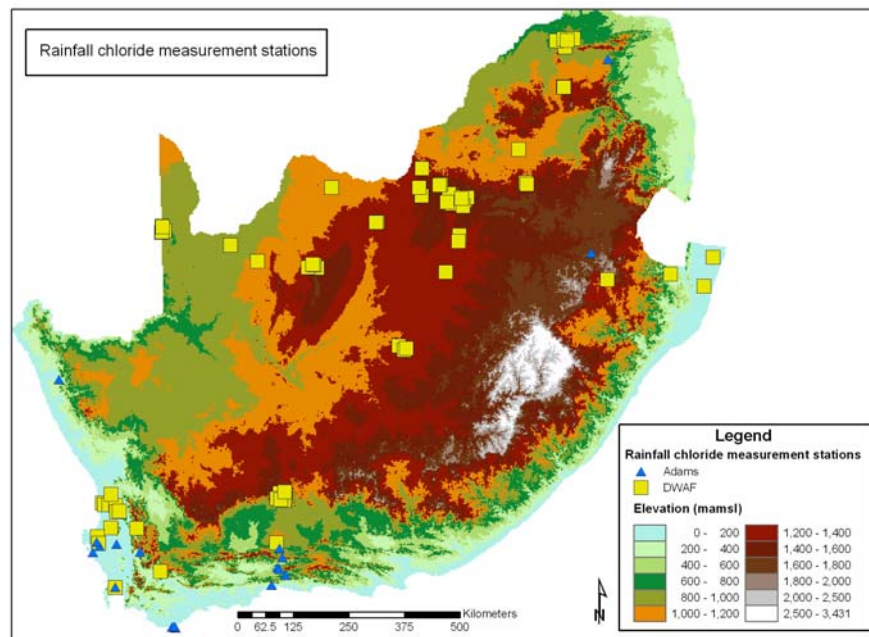 Rainfall chloride measurement stations
Legend
Rainfall chloride measurement stations
Adams
DWAF
Elevation (mamsl)
0 - 200
200 - 400
400 - 600
600 - 800
800 - 1,000
1,000 - 1,200
1,200 - 1,400
1,400 - 1,600
1,600 - 1,800
1,800 - 2,000
2,000 - 2,500
2,500 - 3,431
Kilometers
0 62.5 125 250 375 500
N